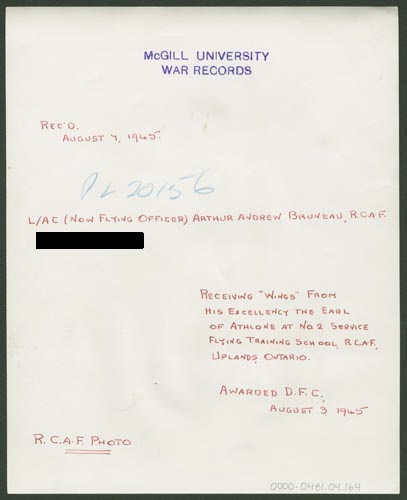 McGILL UNIVERSITY
WAR RECORDS
REC'D.
AUGUST 7, 1945.
PL 20156
L/AC (NOW FLYING OFFICER) ARTHUR ANDREW BRUNEAU, R.C.A.F.
RECEIVING "WINGS" FROM
HIS EXCELLENCY THE EARL
OF ATHLONE AT NO 2 SERVICE
FLYING TRAINING SCHOOL, R.C.A.F.,
UPLANDS, ONTARIO.
AWARDED D.F.C.,
AUGUST 3 1945
R.C.A.F. PHOTO
0000-0481.04.164